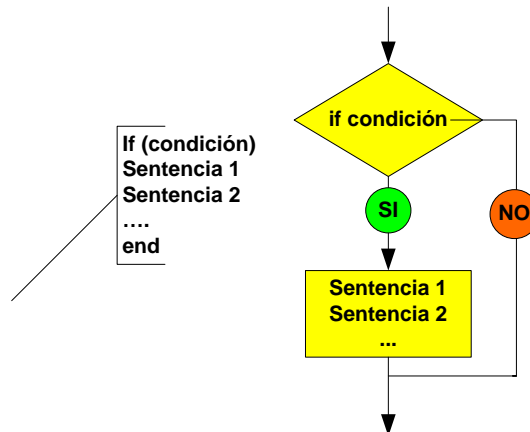 If (condición)
Sentencia 1
Sentencia 2
....
end
if condición
SI
NO
Sentencia 1
Sentencia 2
...